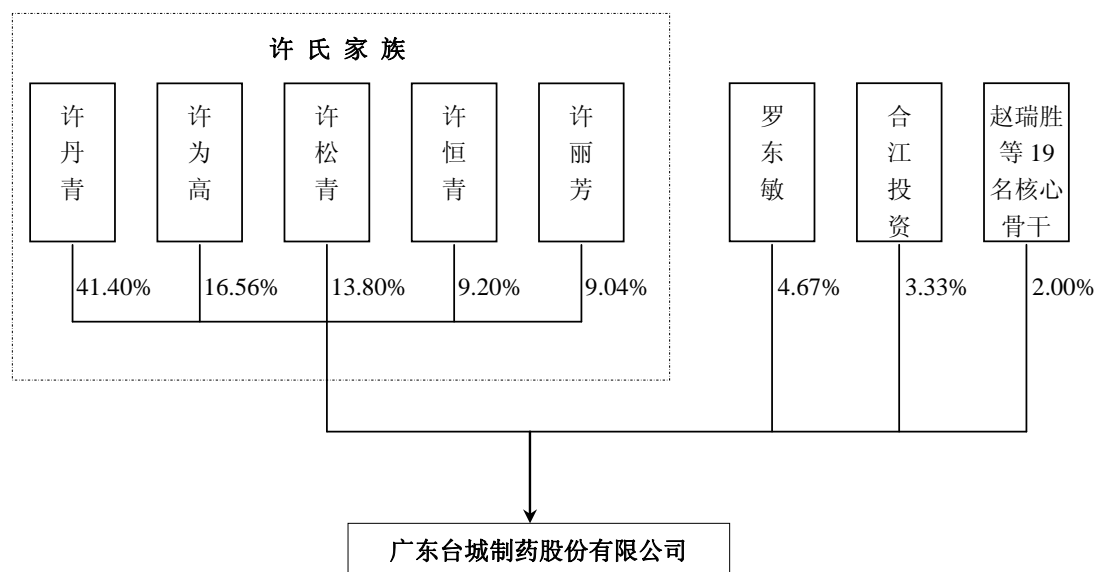 许 氏 家 族
许丹青
许为高
许松青
许恒青
许丽芳
罗东敏
合江投资
赵瑞胜
等 19
名核心
骨干
41.40%
16.56%
13.80%
9.20%
9.04%
4.67%
3.33%
2.00%
广东台城制药股份有限公司